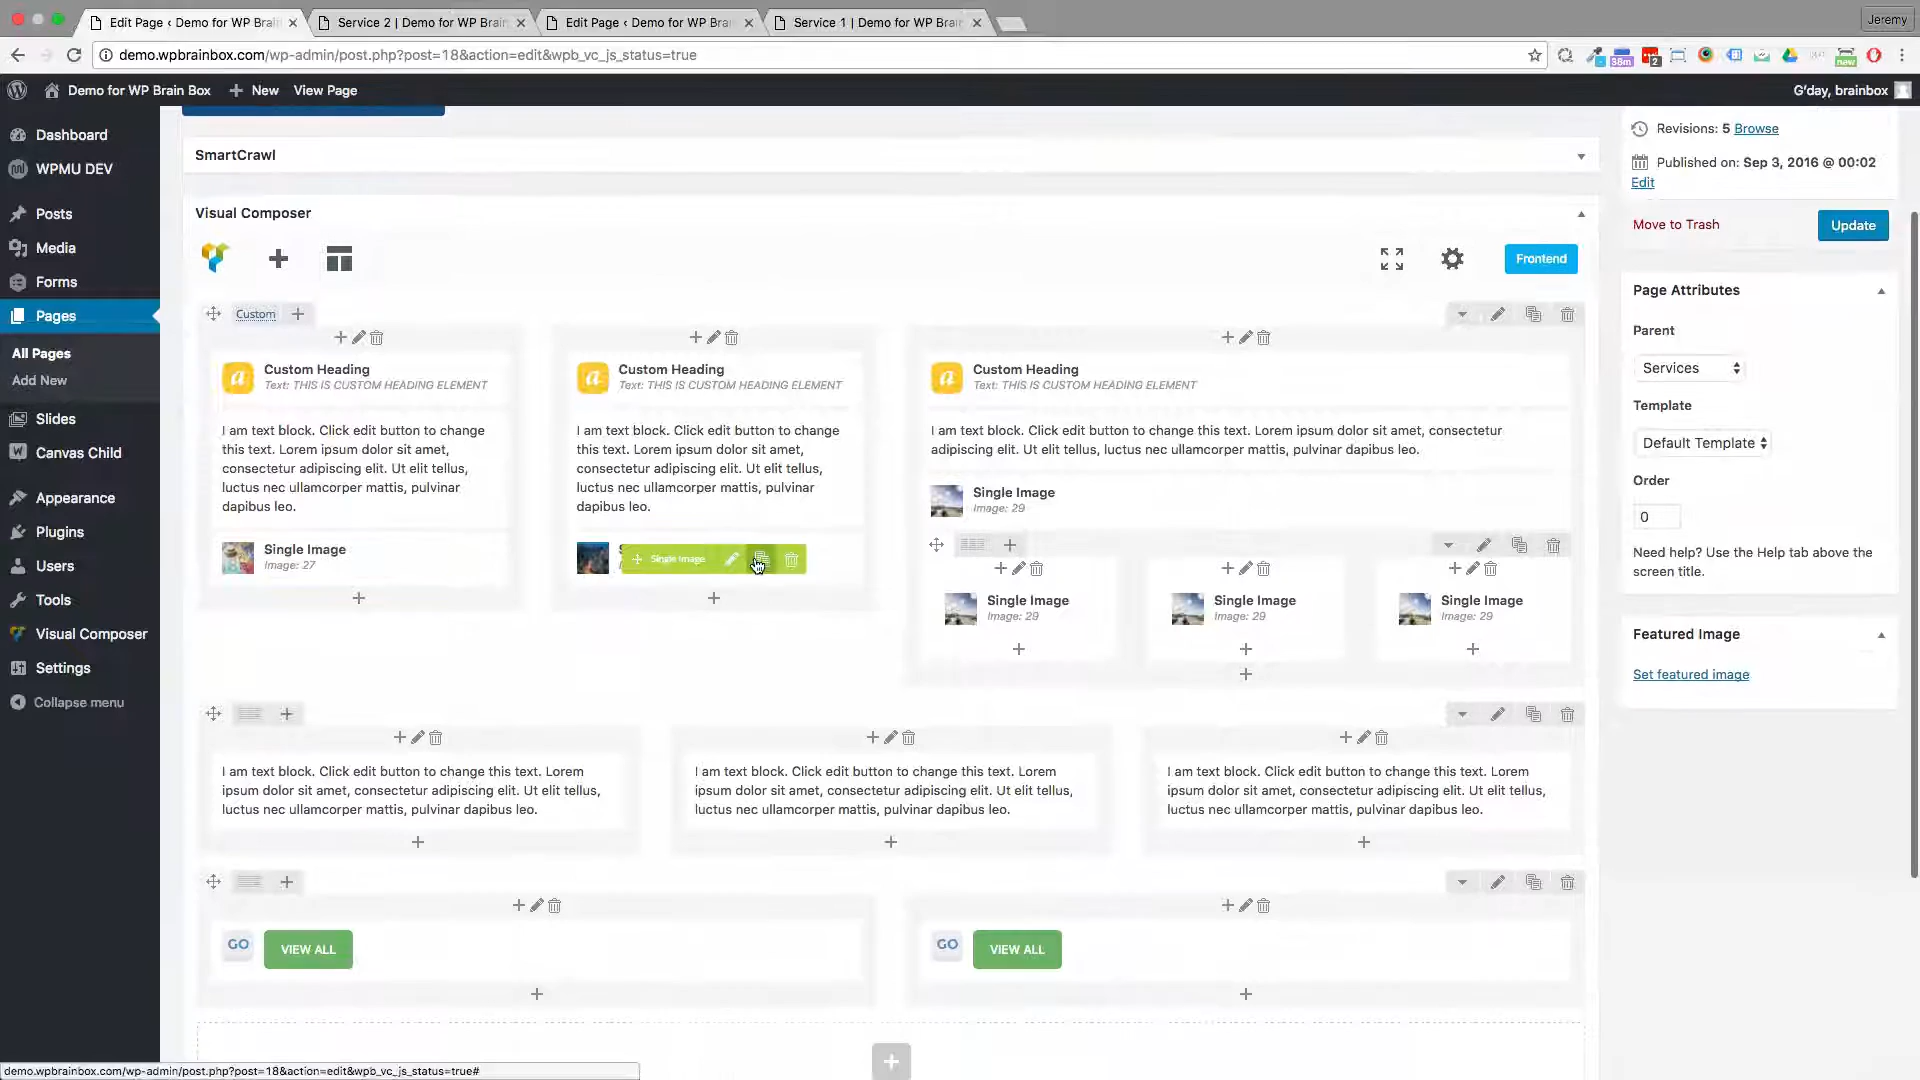 Edit Page ‹ Demo for WP Brain
Service 2 | Demo for WP Brain
Edit Page ‹ Demo for WP Brain
Service 1 | Demo for WP Brain
Jeremy
demo.wpbrainbox.com/wp-admin/post.php?post=18&action=edit&wpb_vc_js_status=true
38m
2
new
Demo for WP Brain Box
New
View Page
G'day, brainbox
Dashboard
WPMU DEV
Posts
Media
Forms
Pages
All Pages
Add New
Slides
Canvas Child
Appearance
Plugins
Users
Tools
Visual Composer
Settings
Collapse menu
SmartCrawl
Visual Composer
Frontend
Custom
Custom Heading
Text: THIS IS CUSTOM HEADING ELEMENT
I am text block. Click edit button to change
this text. Lorem ipsum dolor sit amet,
consectetur adipiscing elit. Ut elit tellus,
luctus nec ullamcorper mattis, pulvinar
dapibus leo.
Single Image
Image: 27
Custom Heading
Text: THIS IS CUSTOM HEADING ELEMENT
I am text block. Click edit button to change
this text. Lorem ipsum dolor sit amet,
consectetur adipiscing elit. Ut elit tellus,
luctus nec ullamcorper mattis, pulvinar
dapibus leo.
Single Image
Custom Heading
Text: THIS IS CUSTOM HEADING ELEMENT
I am text block. Click edit button to change this text. Lorem ipsum dolor sit amet, consectetur
adipiscing elit. Ut elit tellus, luctus nec ullamcorper mattis, pulvinar dapibus leo.
Single Image
Image: 29
Single Image
Image: 29
Single Image
Image: 29
Single Image
Image: 29
I am text block. Click edit button to change this text. Lorem
ipsum dolor sit amet, consectetur adipiscing elit. Ut elit tellus,
luctus nec ullamcorper mattis, pulvinar dapibus leo.
I am text block. Click edit button to change this text. Lorem
ipsum dolor sit amet, consectetur adipiscing elit. Ut elit tellus,
luctus nec ullamcorper mattis, pulvinar dapibus leo.
I am text block. Click edit button to change this text. Lorem
ipsum dolor sit amet, consectetur adipiscing elit. Ut elit tellus,
luctus nec ullamcorper mattis, pulvinar dapibus leo.
GO
VIEW ALL
GO
VIEW ALL
Revisions: 5 Browse
Published on: Sep 3, 2016 @ 00:02
Edit
Move to Trash
Update
Page Attributes
Parent
Services
Template
Default Template
Order
0
Need help? Use the Help tab above the
screen title.
Featured Image
Set featured image
demo.wpbrainbox.com/wp-admin/post.php?post=18&action=edit&wpb_vc_js_status=true#